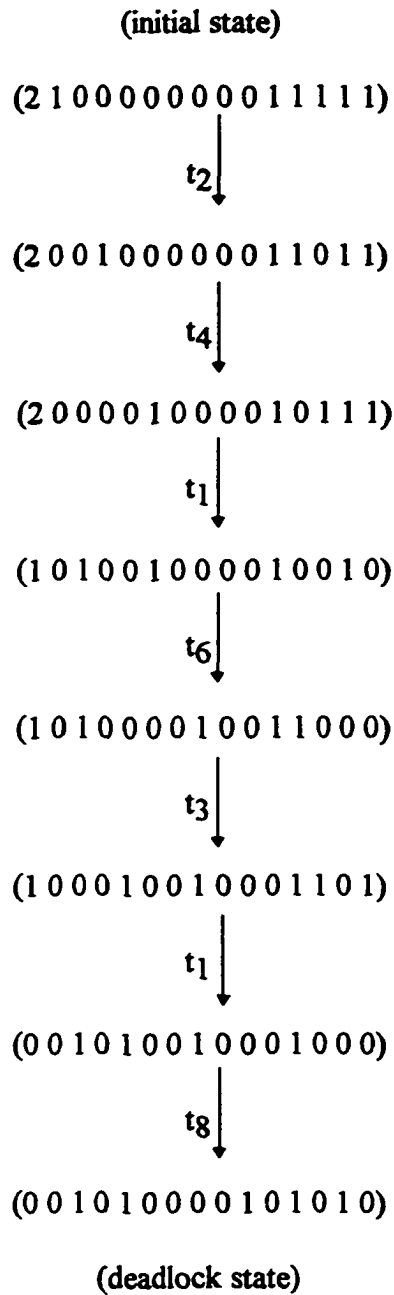 (initial state)
(2 1 0 0 0 0 0 0 0 0 1 1 1 1 1)
t2
(2 0 0 1 0 0 0 0 0 0 1 1 0 1 1)
t4
(2 0 0 0 0 1 0 0 0 0 1 0 1 1 1)
t1
(1 0 1 0 0 1 0 0 0 0 1 0 0 1 0)
t6
(1 0 1 0 0 0 0 1 0 0 1 1 0 0 0)
t3
(1 0 0 0 1 0 0 1 0 0 0 1 1 0 1)
t1
(0 0 1 0 1 0 0 1 0 0 0 1 0 0 0)
t8
(0 0 1 0 1 0 0 0 0 1 0 1 0 1 0)
(deadlock state)